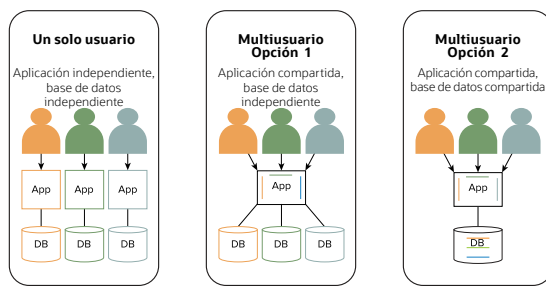 Un solo usuario
Aplicación independiente,
base de datos
independiente
App
App
App
DB
DB
DB
Multiusuario
Opción 1
Aplicación compartida,
base de datos
independiente
App
DB
DB
DB
Multiusuario
Opción 2
Aplicación compartida,
base de datos compartida
App
DB